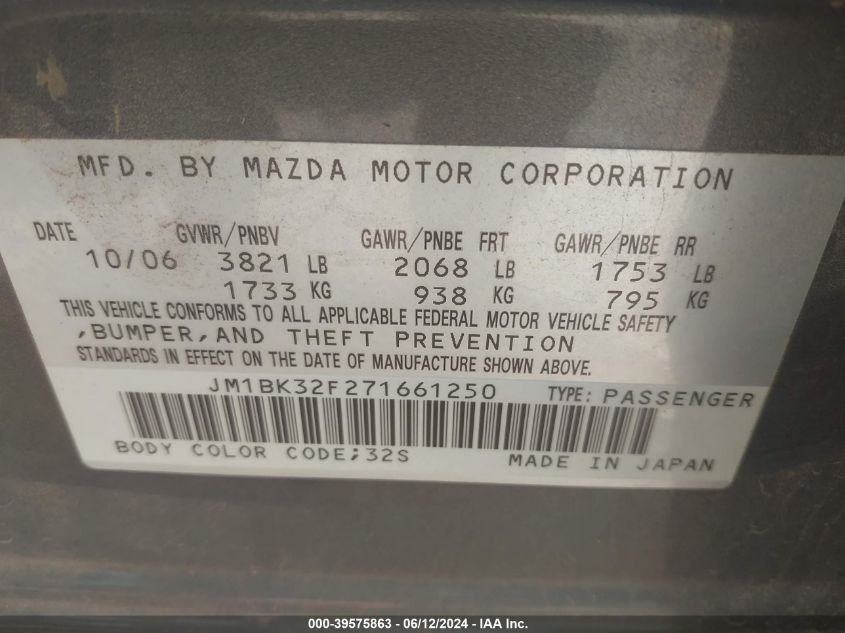 MFD. BY MAZDA MOTOR CORPORATION
DATE GVWR/PNBV GAWR/PNBE FRT GAWR/PNBE RR
10/06 3821 LB 2068 LB 1753 LB
1733 KG 938 KG 795 KG
THIS VEHICLE CONFORMS TO ALL APPLICABLE FEDERAL MOTOR VEHICLE SAFETY
,BUMPER,AND THEFT PREVENTION
STANDARDS IN EFFECT ON THE DATE OF MANUFACTURE SHOWN ABOVE.
JM1BK32F271661250 TYPE: PASSENGER
BODY COLOR CODE;32S MADE IN JAPAN
000-39575863 - 06/12/2024 - IAA Inc.